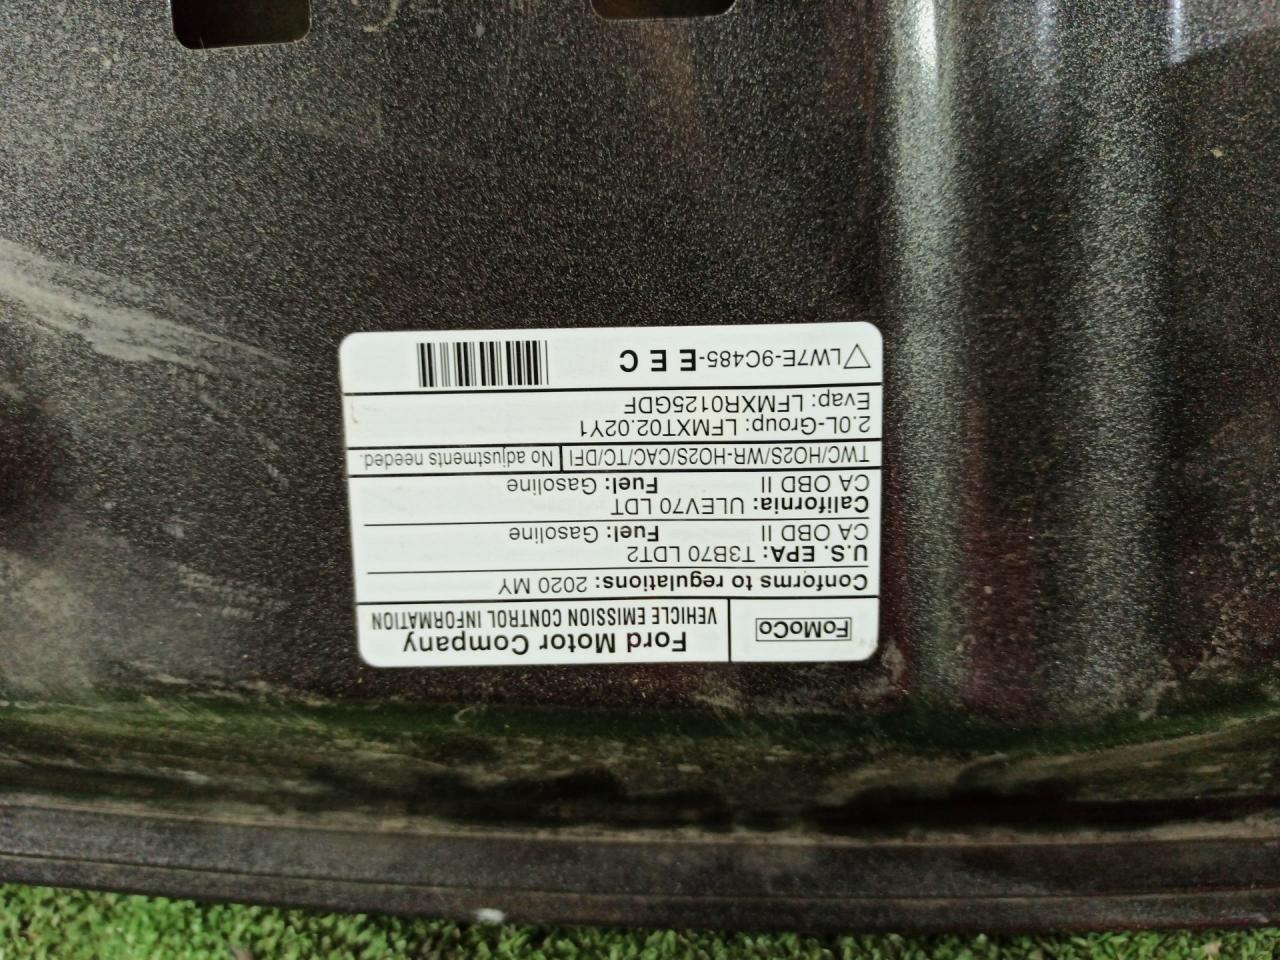 FoMoCo
Ford Motor Company
VEHICLE EMISSION CONTROL INFORMATION
Conforms to regulations: 2020 MY
U.S. EPA: T3B70 LDT2
CA OBD II Fuel: Gasoline
California: ULEV70 LDT
CA OBD II Fuel: Gasoline
TWC/HO2S/WR-HO2S/CAC/TC/DFI No adjustments needed.
2.0L-Group: LFMXT02.02Y1
Evap: LFMXR0125GDF
LW7E-9C485-E E C